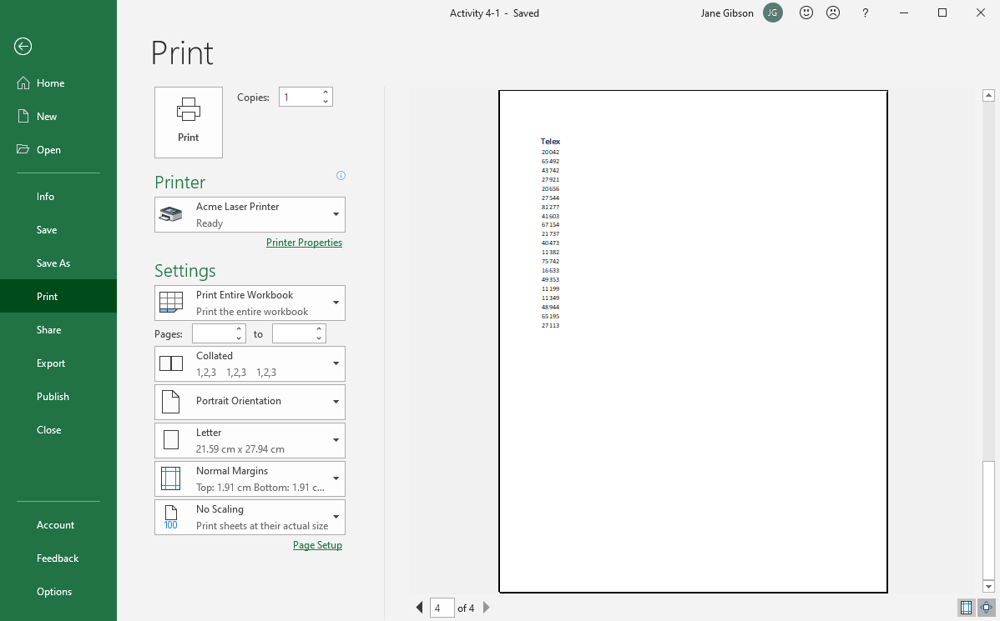 Activity 4-1 - Saved
Jane Gibson
JG
?
Home
New
Open
Info
Save
Save As
Print
Share
Export
Publish
Close
Account
Feedback
Options
Print
Print
Copies: 1
Printer
Acme Laser Printer
Ready
Printer Properties
Settings
Print Entire Workbook
Print the entire workbook
Pages: to
Collated
1,2,3 1,2,3 1,2,3
Portrait Orientation
Letter
21.59 cm x 27.94 cm
Normal Margins
Top: 1.91 cm Bottom: 1.91 c...
No Scaling
100
Print sheets at their actual size
Page Setup
Telex
20042
65492
43742
27921
20656
27544
81277
41603
67154
21737
40473
11382
75742
16633
49353
11199
11349
48944
65195
27113
4 of 4